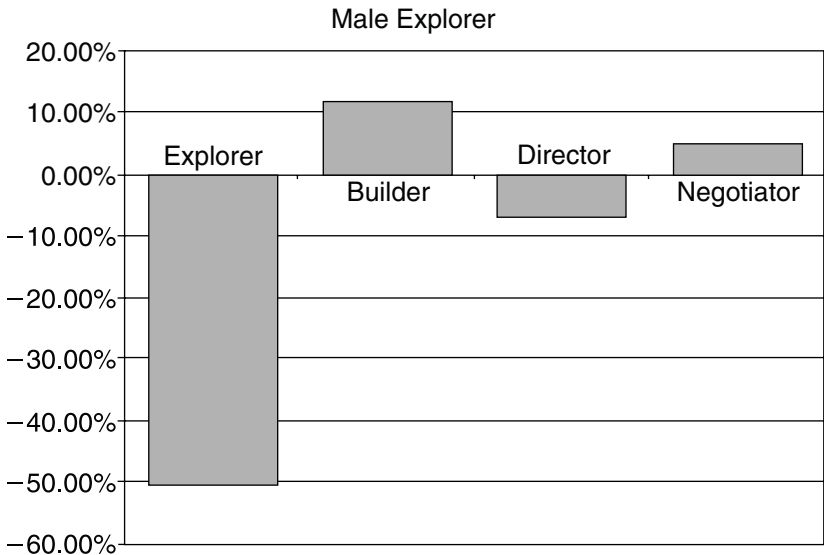 Male Explorer
20.00%
10.00%
0.00%
−10.00%
−20.00%
−30.00%
−40.00%
−50.00%
−60.00%
Explorer
Builder
Director
Negotiator